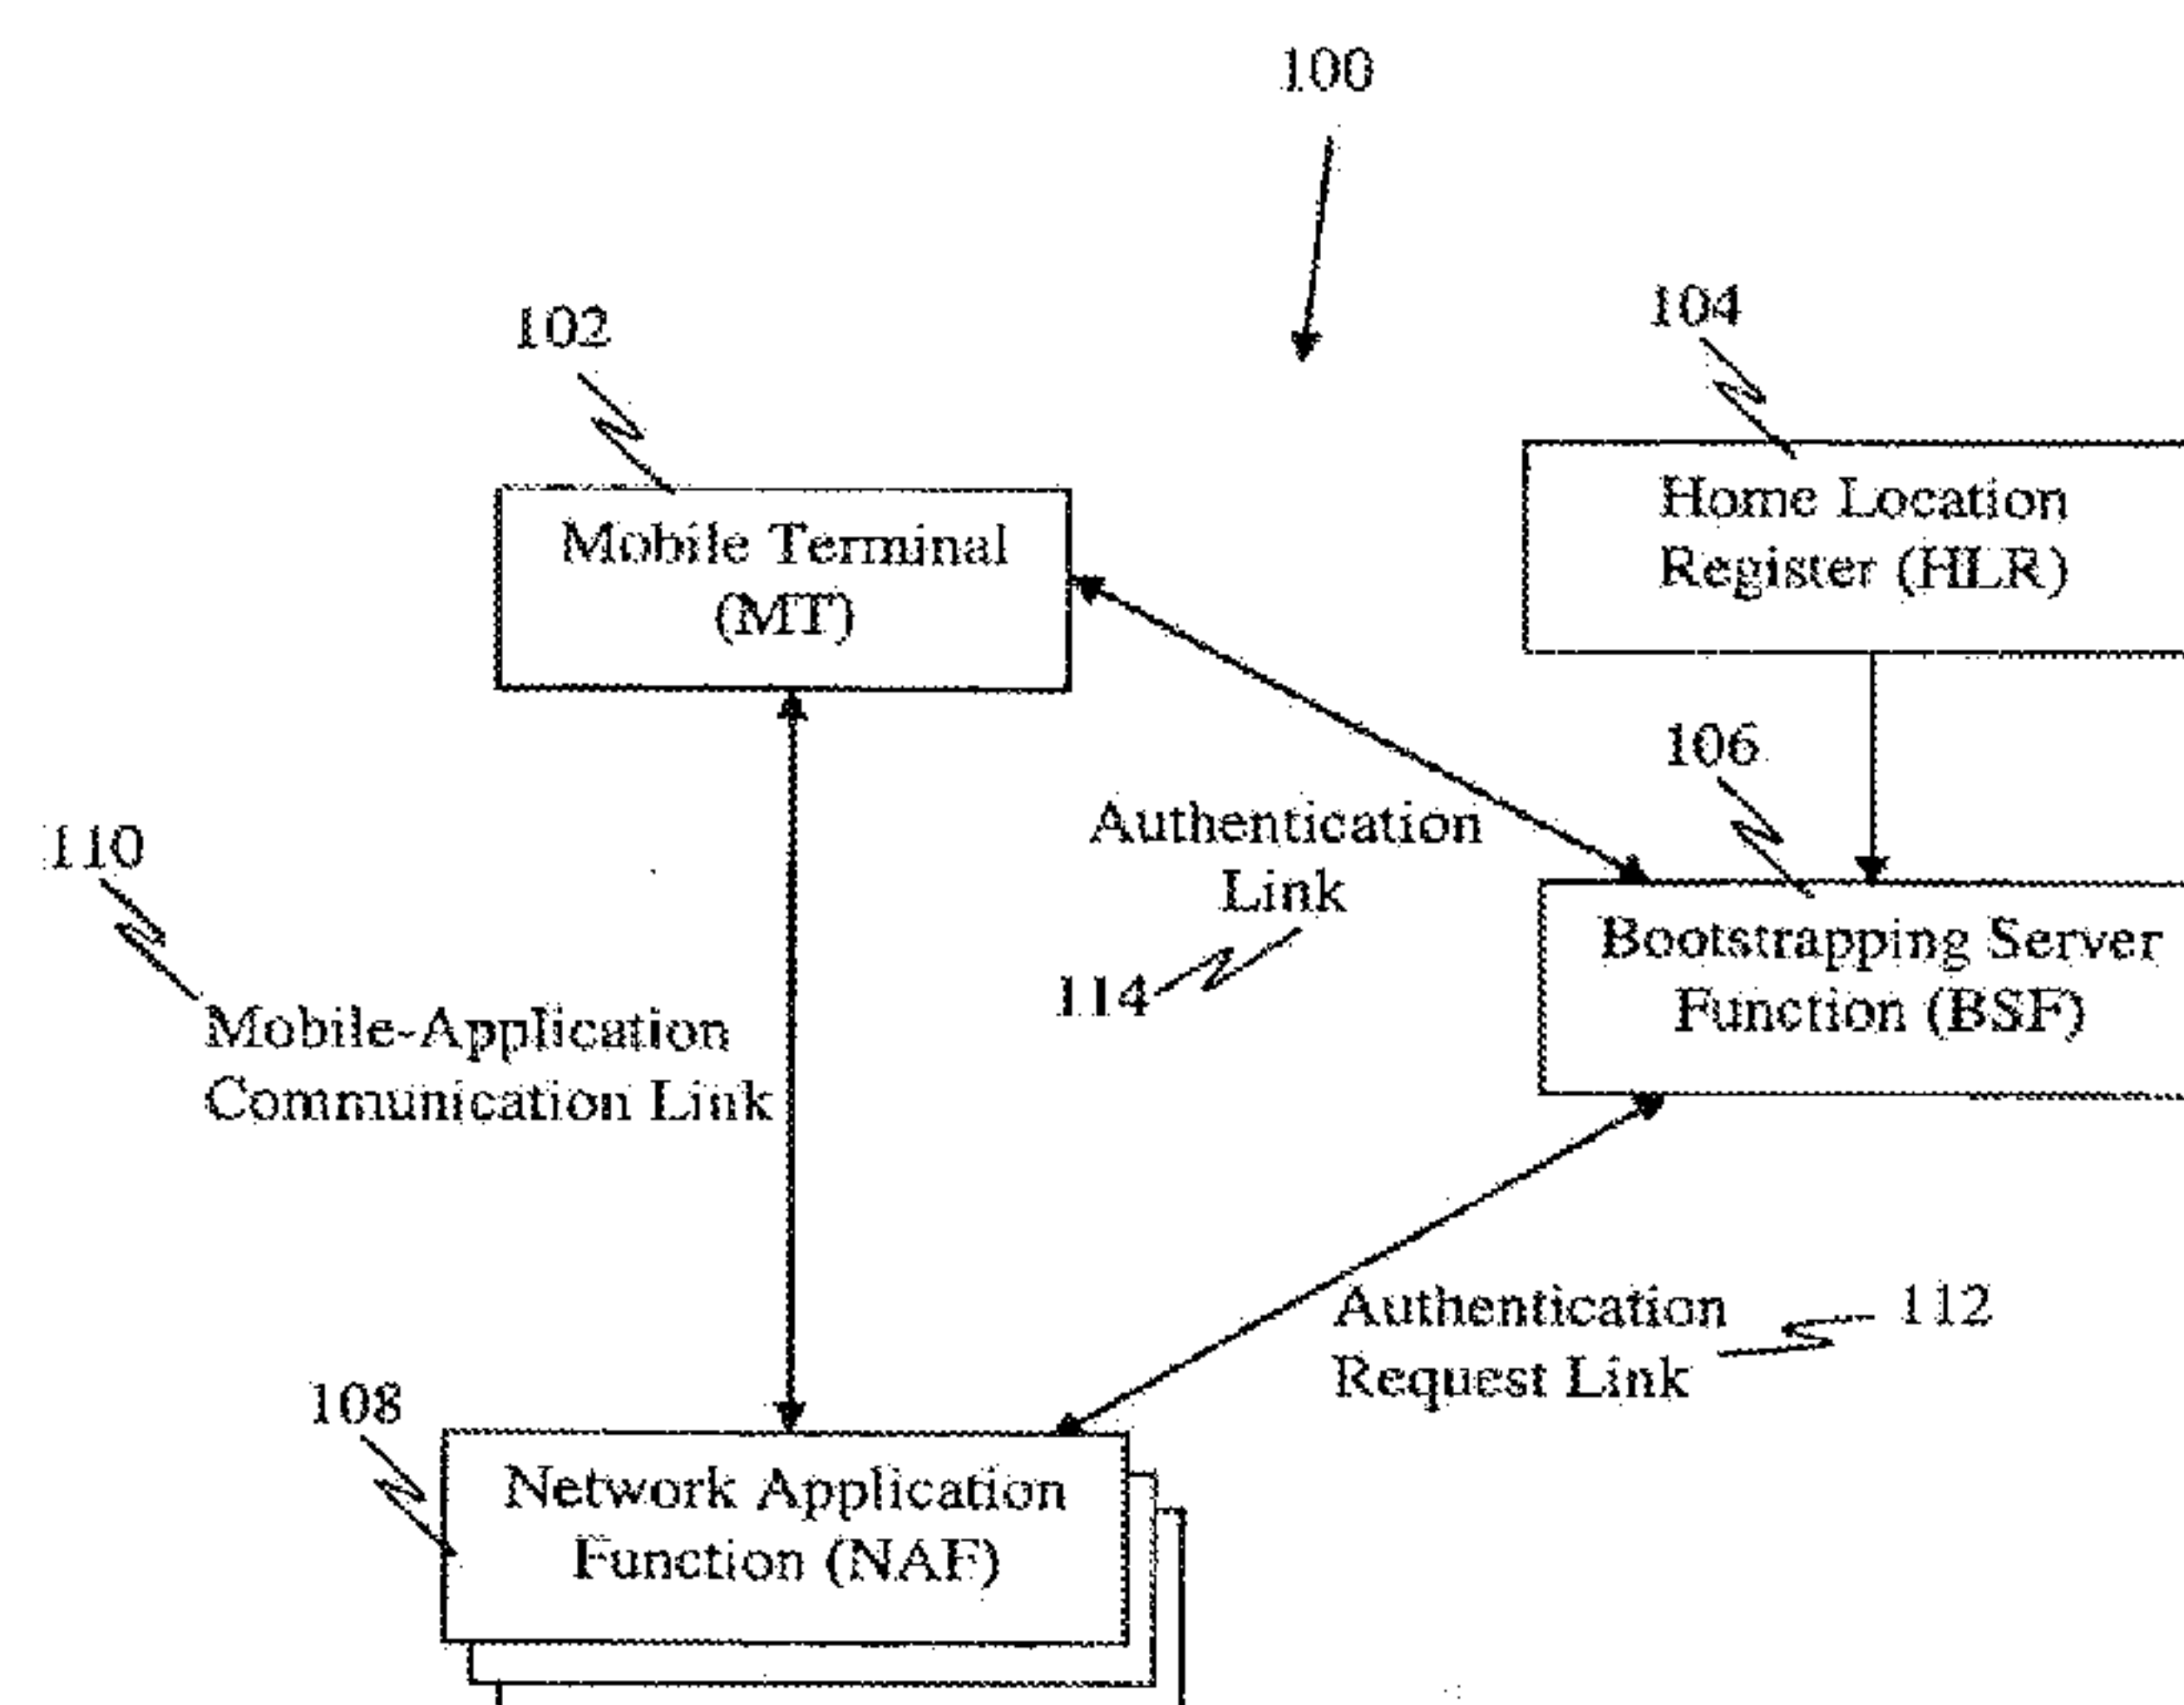 100
102
104
Mobile Terminal
(MT)
Home Location
Register (HLR)
106
110
Authentication
Link
114
Bootstrapping Server
Function (BSF)
Mobile-Application
Communication Link
Authentication
Request Link
112
108
Network Application
Function (NAF)